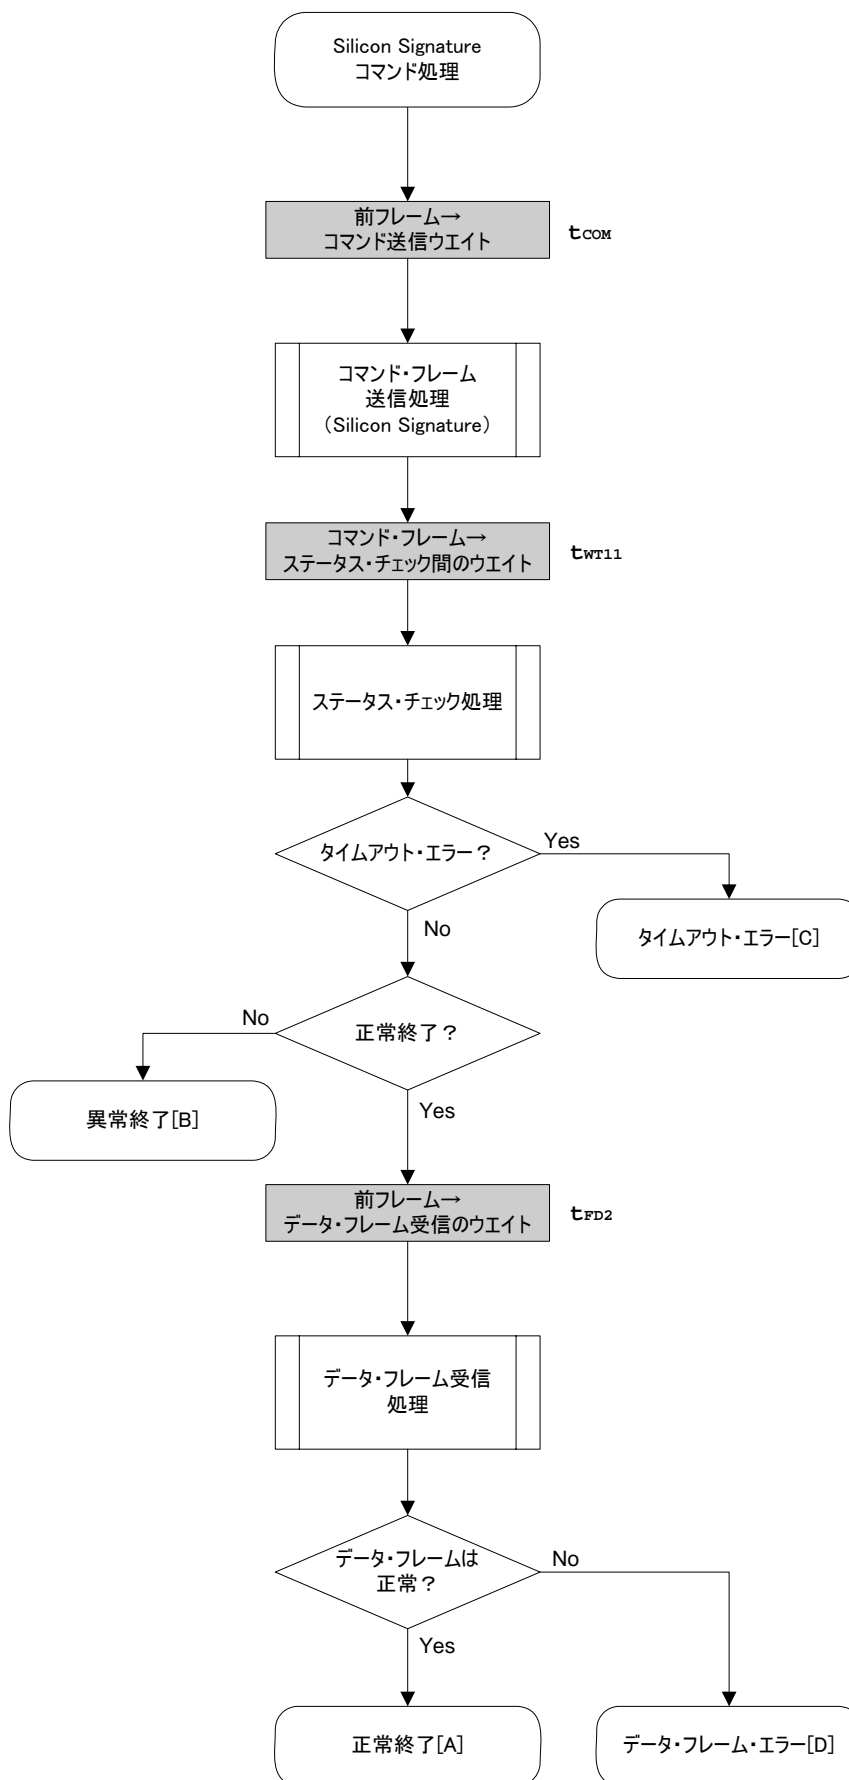 Silicon Signature
コマンド処理
前フレーム→
コマンド送信ウエイト
tCOM
コマンド・フレーム
送信処理
（Silicon Signature）
コマンド・フレーム→
ステータス・チェック間のウエイト
tWT11
ステータス・チェック処理
タイムアウト・エラー？
Yes
タイムアウト・エラー[C]
No
正常終了？
No
異常終了[B]
Yes
前フレーム→
データ・フレーム受信のウエイト
tFD2
データ・フレーム受信
処理
データ・フレームは
正常？
No
Yes
正常終了[A]
データ・フレーム・エラー[D]